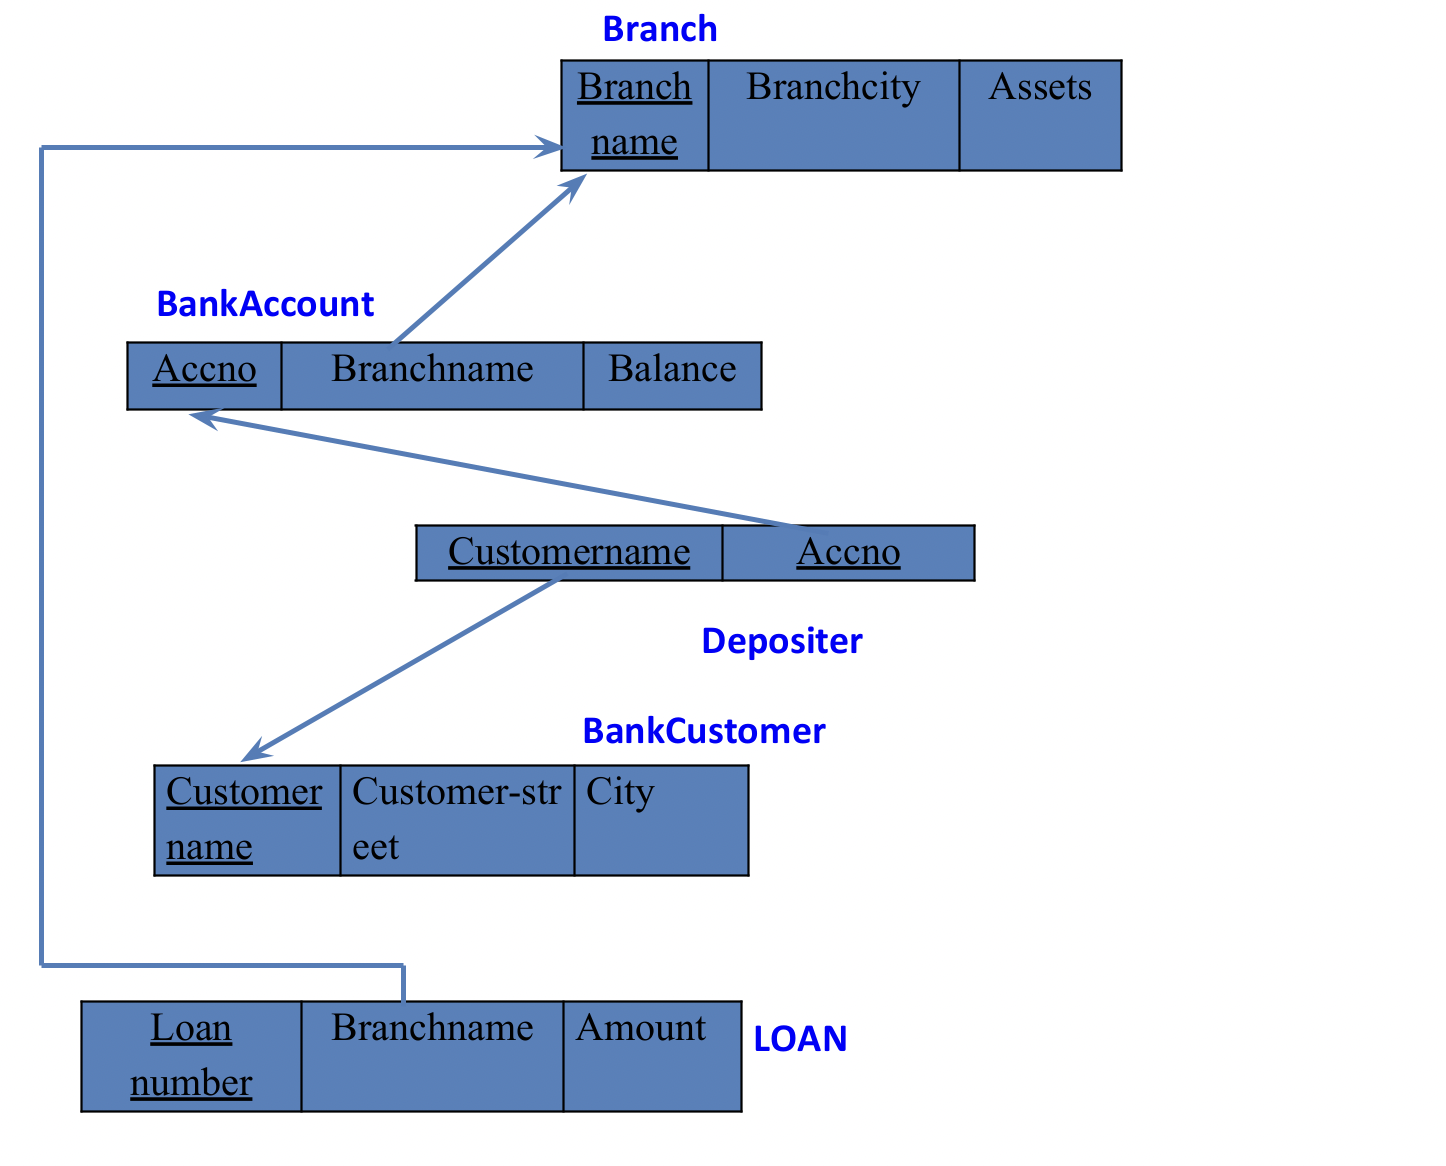 Branch
Branch Branchcity Assets
name
BankAccount
Accno Branchname Balance
Customername Accno
Depositer
BankCustomer
Customer Customer-str City
name eet
Loan Branchname Amount LOAN
number